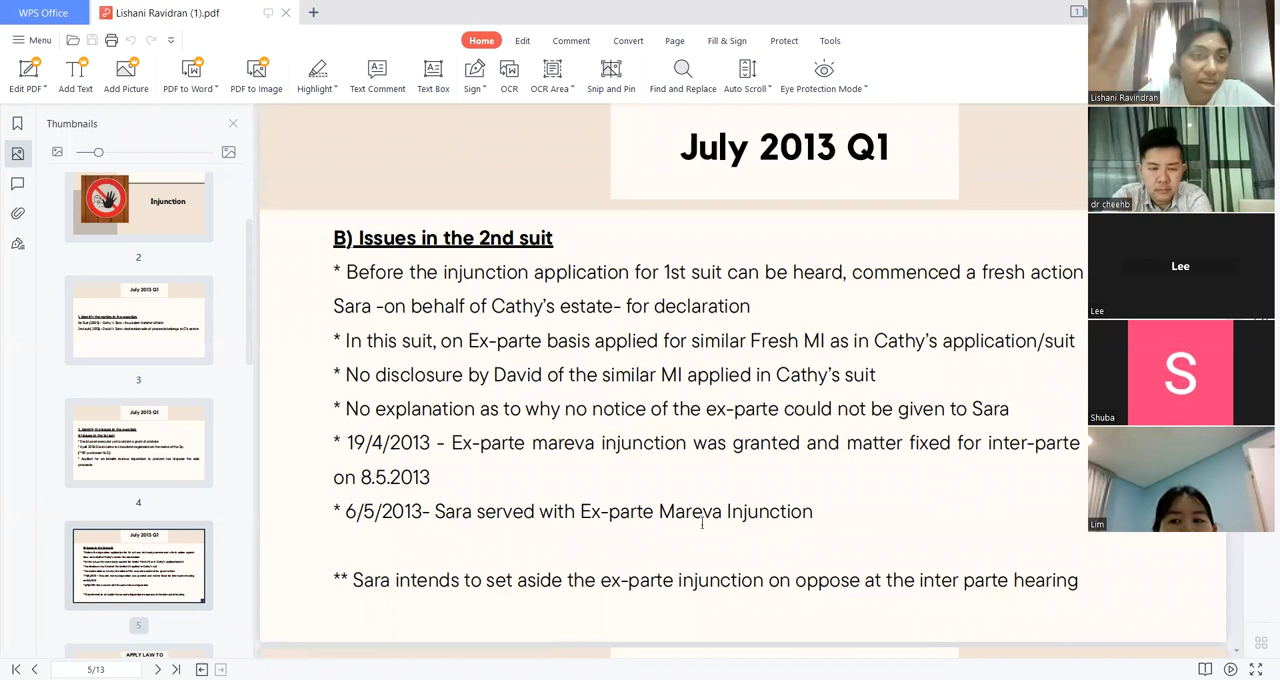 WPS Office
Lishani Ravidran (1).pdf
1
Menu
Home
Edit
Comment
Convert
Page
Fill & Sign
Protect
Tools
Edit PDF
Add Text
Add Picture
PDF to Word
PDF to Image
Highlight
Text Comment
Text Box
Sign
OCR
OCR Area
Snip and Pin
Find and Replace
Auto Scroll
Eye Protection Mode
Thumbnails
Injunction
2
July 2013 Q1
3
July 2013 Q1
4
July 2013 Q1
5
APPLY LAW TO
July 2013 Q1
B) Issues in the 2nd suit
* Before the injunction application for 1st suit can be heard, commenced a fresh action
Sara -on behalf of Cathy's estate- for declaration
* In this suit, on Ex-parte basis applied for similar Fresh MI as in Cathy's application/suit
* No disclosure by David of the similar MI applied in Cathy's suit
* No explanation as to why no notice of the ex-parte could not be given to Sara
* 19/4/2013 - Ex-parte mareva injunction was granted and matter fixed for inter-parte
on 8.5.2013
* 6/5/2013- Sara served with Ex-parte Mareva Injunction
** Sara intends to set aside the ex-parte injunction on oppose at the inter parte hearing
Lishani Ravindran
dr cheehb
Lee
Lee
S
Shuba
Lim
5/13